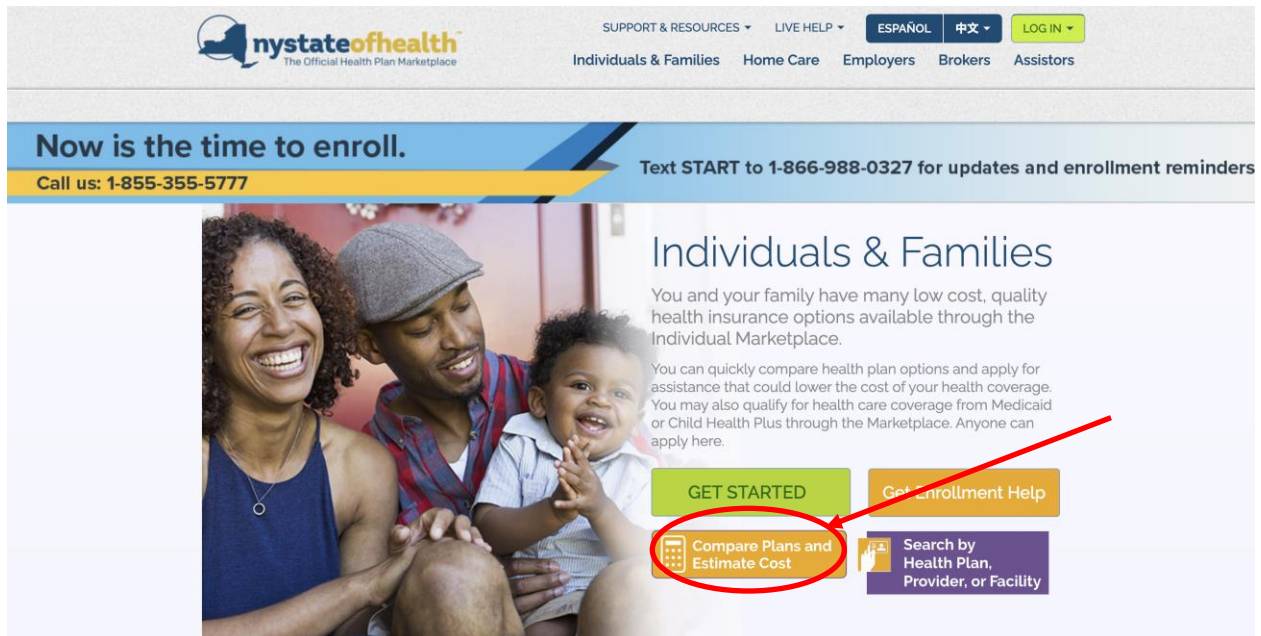 nystateofhealth™
The Official Health Plan Marketplace
SUPPORT & RESOURCES LIVE HELP ESPAÑOL 中文 LOG IN
Individuals & Families Home Care Employers Brokers Assistors
Now is the time to enroll.
Call us: 1-855-355-5777
Text START to 1-866-988-0327 for updates and enrollment reminders
Individuals & Families
You and your family have many low cost, quality
health insurance options available through the
Individual Marketplace.
You can quickly compare health plan options and apply for
assistance that could lower the cost of your health coverage.
You may also qualify for health care coverage from Medicaid
or Child Health Plus through the Marketplace. Anyone can
apply here.
GET STARTED
Get Enrollment Help
Compare Plans and
Estimate Cost
Search by
Health Plan,
Provider, or Facility